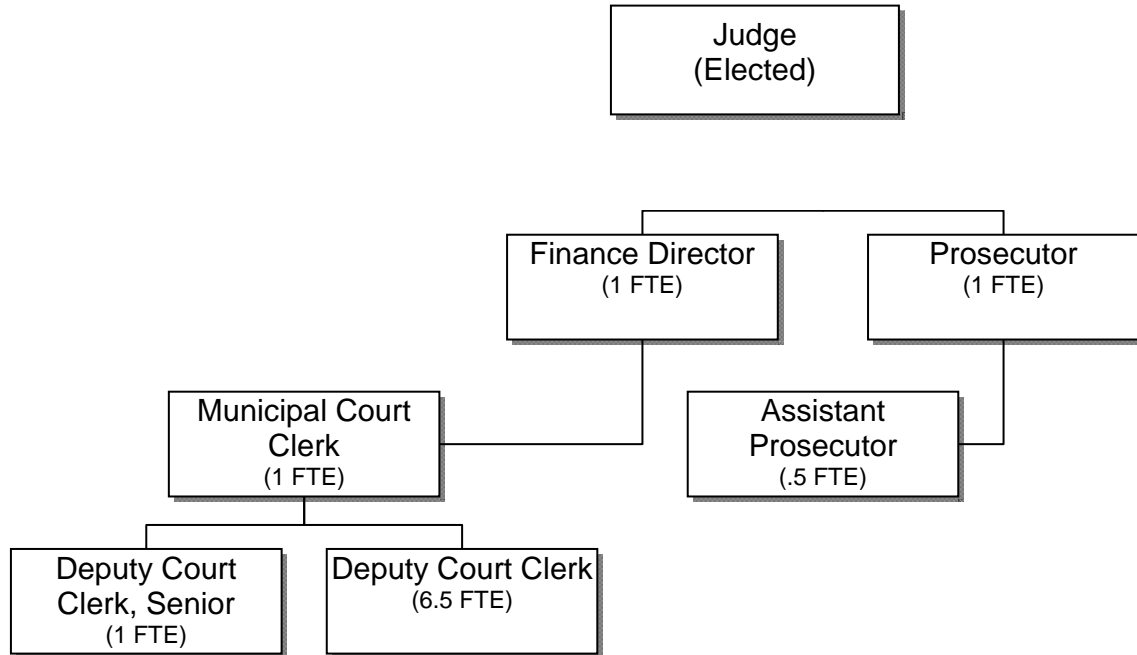 Judge
(Elected)
Finance Director
(1 FTE)
Prosecutor
(1 FTE)
Municipal Court
Clerk
(1 FTE)
Assistant
Prosecutor
(.5 FTE)
Deputy Court
Clerk, Senior
(1 FTE)
Deputy Court Clerk
(6.5 FTE)